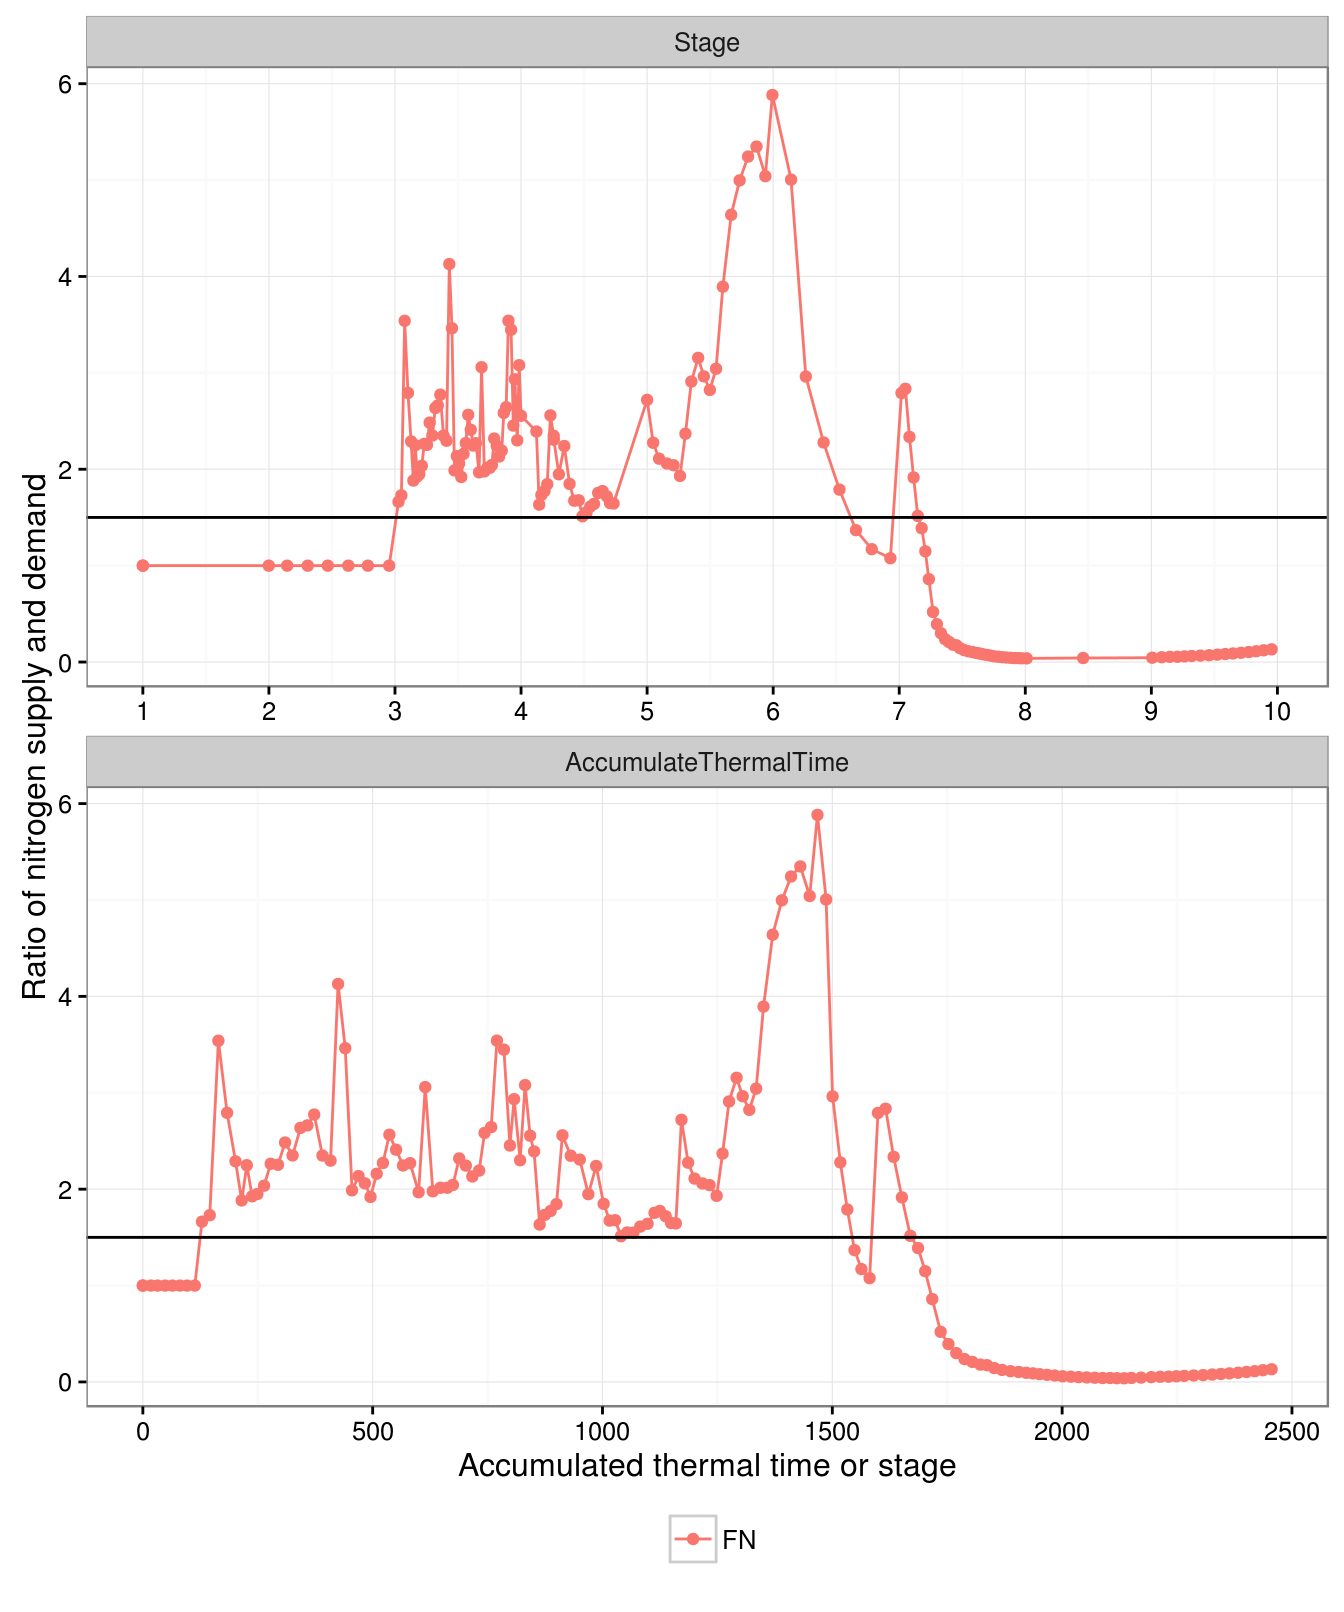 Stage
6
4
2
0
1 2 3 4 5 6 7 8 9 10
Ratio of nitrogen supply and demand
AccumulateThermalTime
6
4
2
0
0 500 1000 1500 2000 2500
Accumulated thermal time or stage
FN